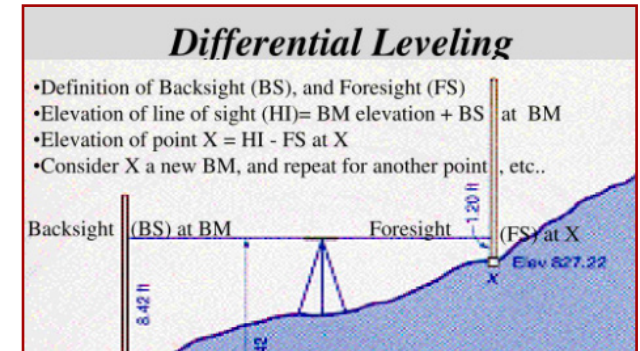 Differential Leveling
•Definition of Backsight (BS), and Foresight (FS)
•Elevation of line of sight (HI)= BM elevation + BS at BM
•Elevation of point X = HI - FS at X
•Consider X a new BM, and repeat for another point , etc..
1.20 ft
Backsight (BS) at BM Foresight (FS) at X
Elev 827.22
X
8.42 ft
42